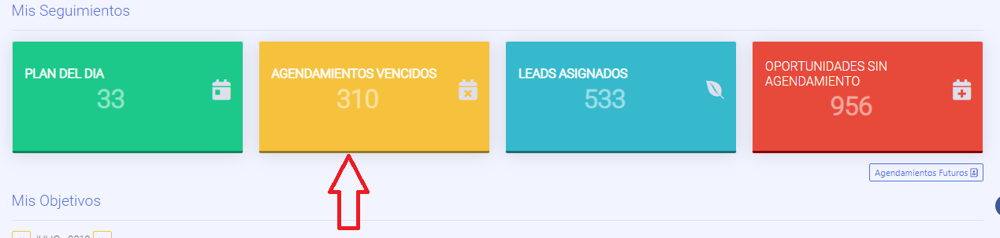 Mis Seguimientos
PLAN DEL DIA
33
AGENDAMIENTOS VENCIDOS
310
LEADS ASIGNADOS
533
OPORTUNIDADES SIN
AGENDAMIENTO
956
Agendamientos Futuros
Mis Objetivos